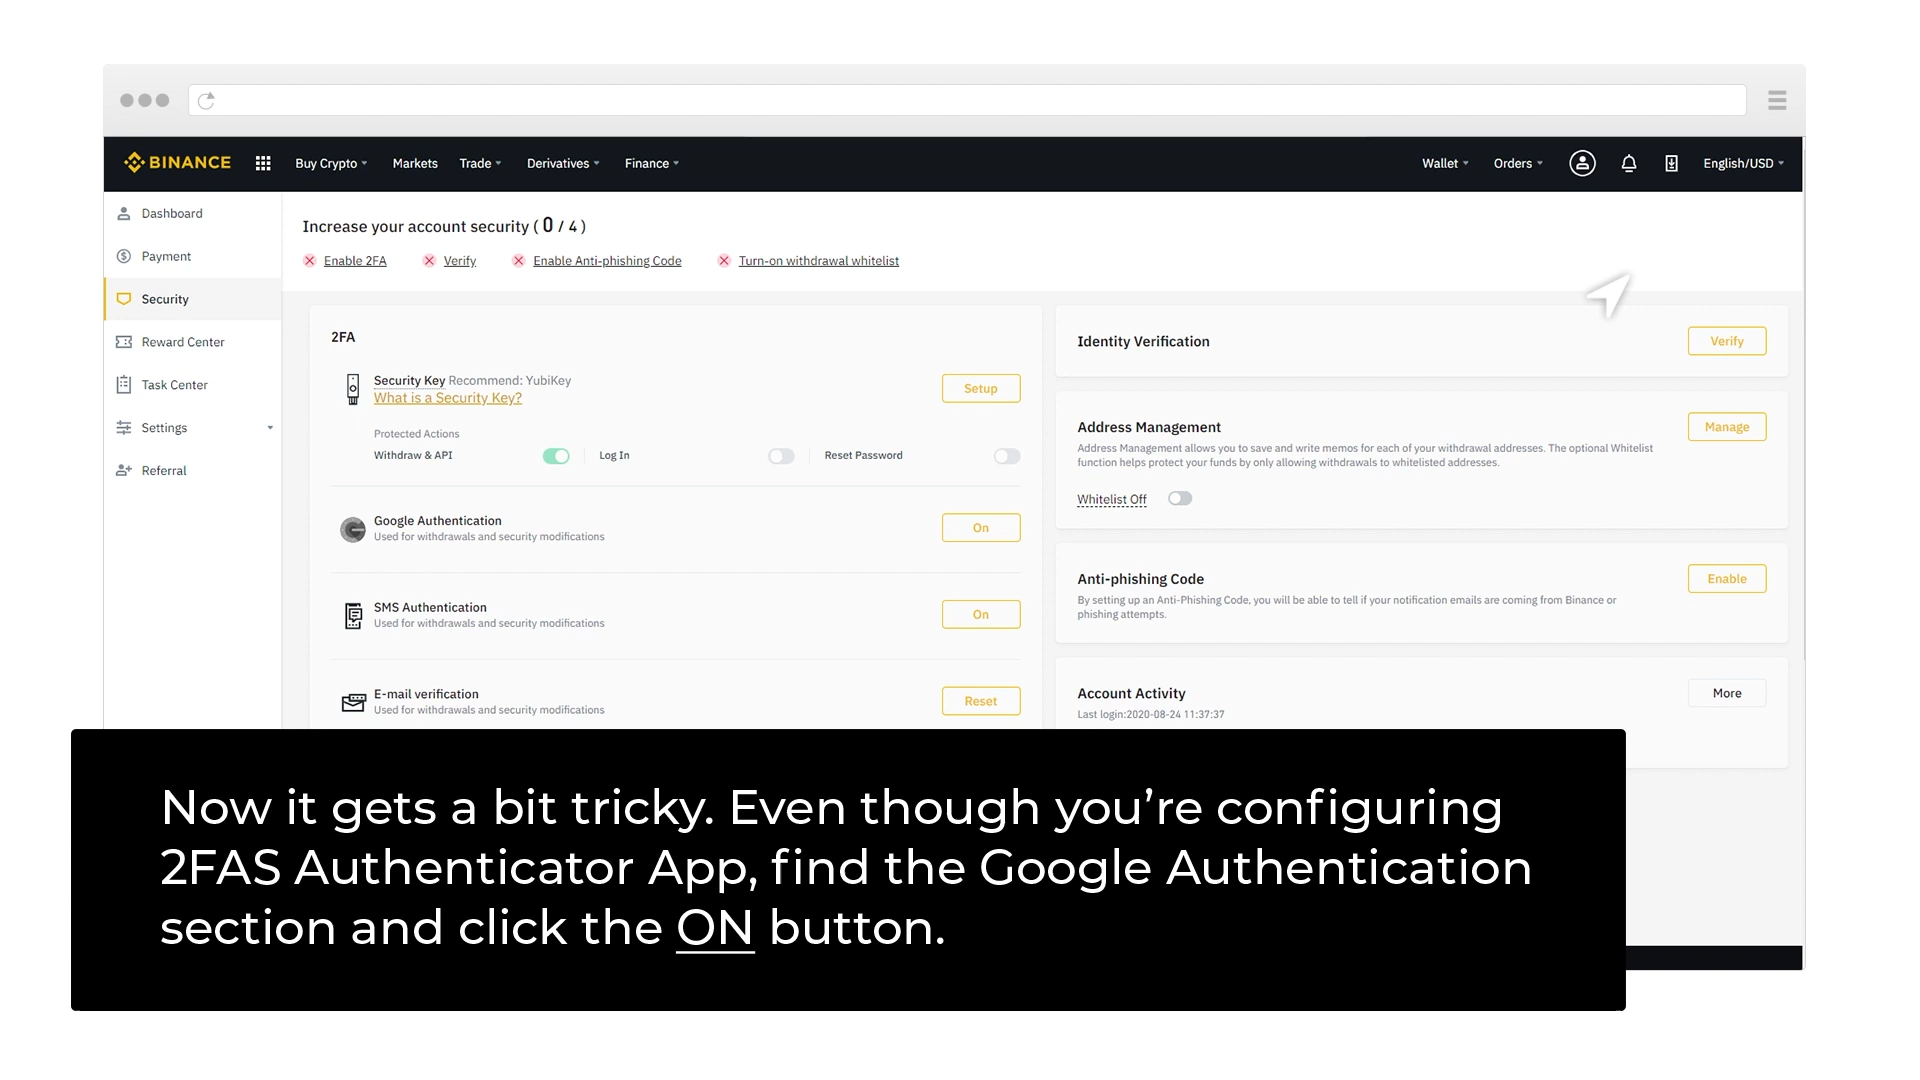 BINANCE Buy Crypto Markets Trade Derivatives Finance Wallet Orders English/USD
Dashboard
Payment
Security
Reward Center
Task Center
Settings
Referral
Increase your account security ( 0 / 4 )
Enable 2FA Verify Enable Anti-phishing Code Turn-on withdrawal whitelist
2FA
Security Key Recommend: YubiKey
What is a Security Key?
Setup
Protected Actions
Withdraw & API Log In Reset Password
Google Authentication
Used for withdrawals and security modifications
On
SMS Authentication
Used for withdrawals and security modifications
On
E-mail verification
Used for withdrawals and security modifications
Reset
Identity Verification
Verify
Address Management
Address Management allows you to save and write memos for each of your withdrawal addresses. The optional Whitelist
function helps protect your funds by only allowing withdrawals to whitelisted addresses.
Manage
Whitelist Off
Anti-phishing Code
By setting up an Anti-Phishing Code, you will be able to tell if your notification emails are coming from Binance or
phishing attempts.
Enable
Account Activity
Last login:2020-08-24 11:37:37
More
Now it gets a bit tricky. Even though you’re configuring
2FAS Authenticator App, find the Google Authentication
section and click the ON button.